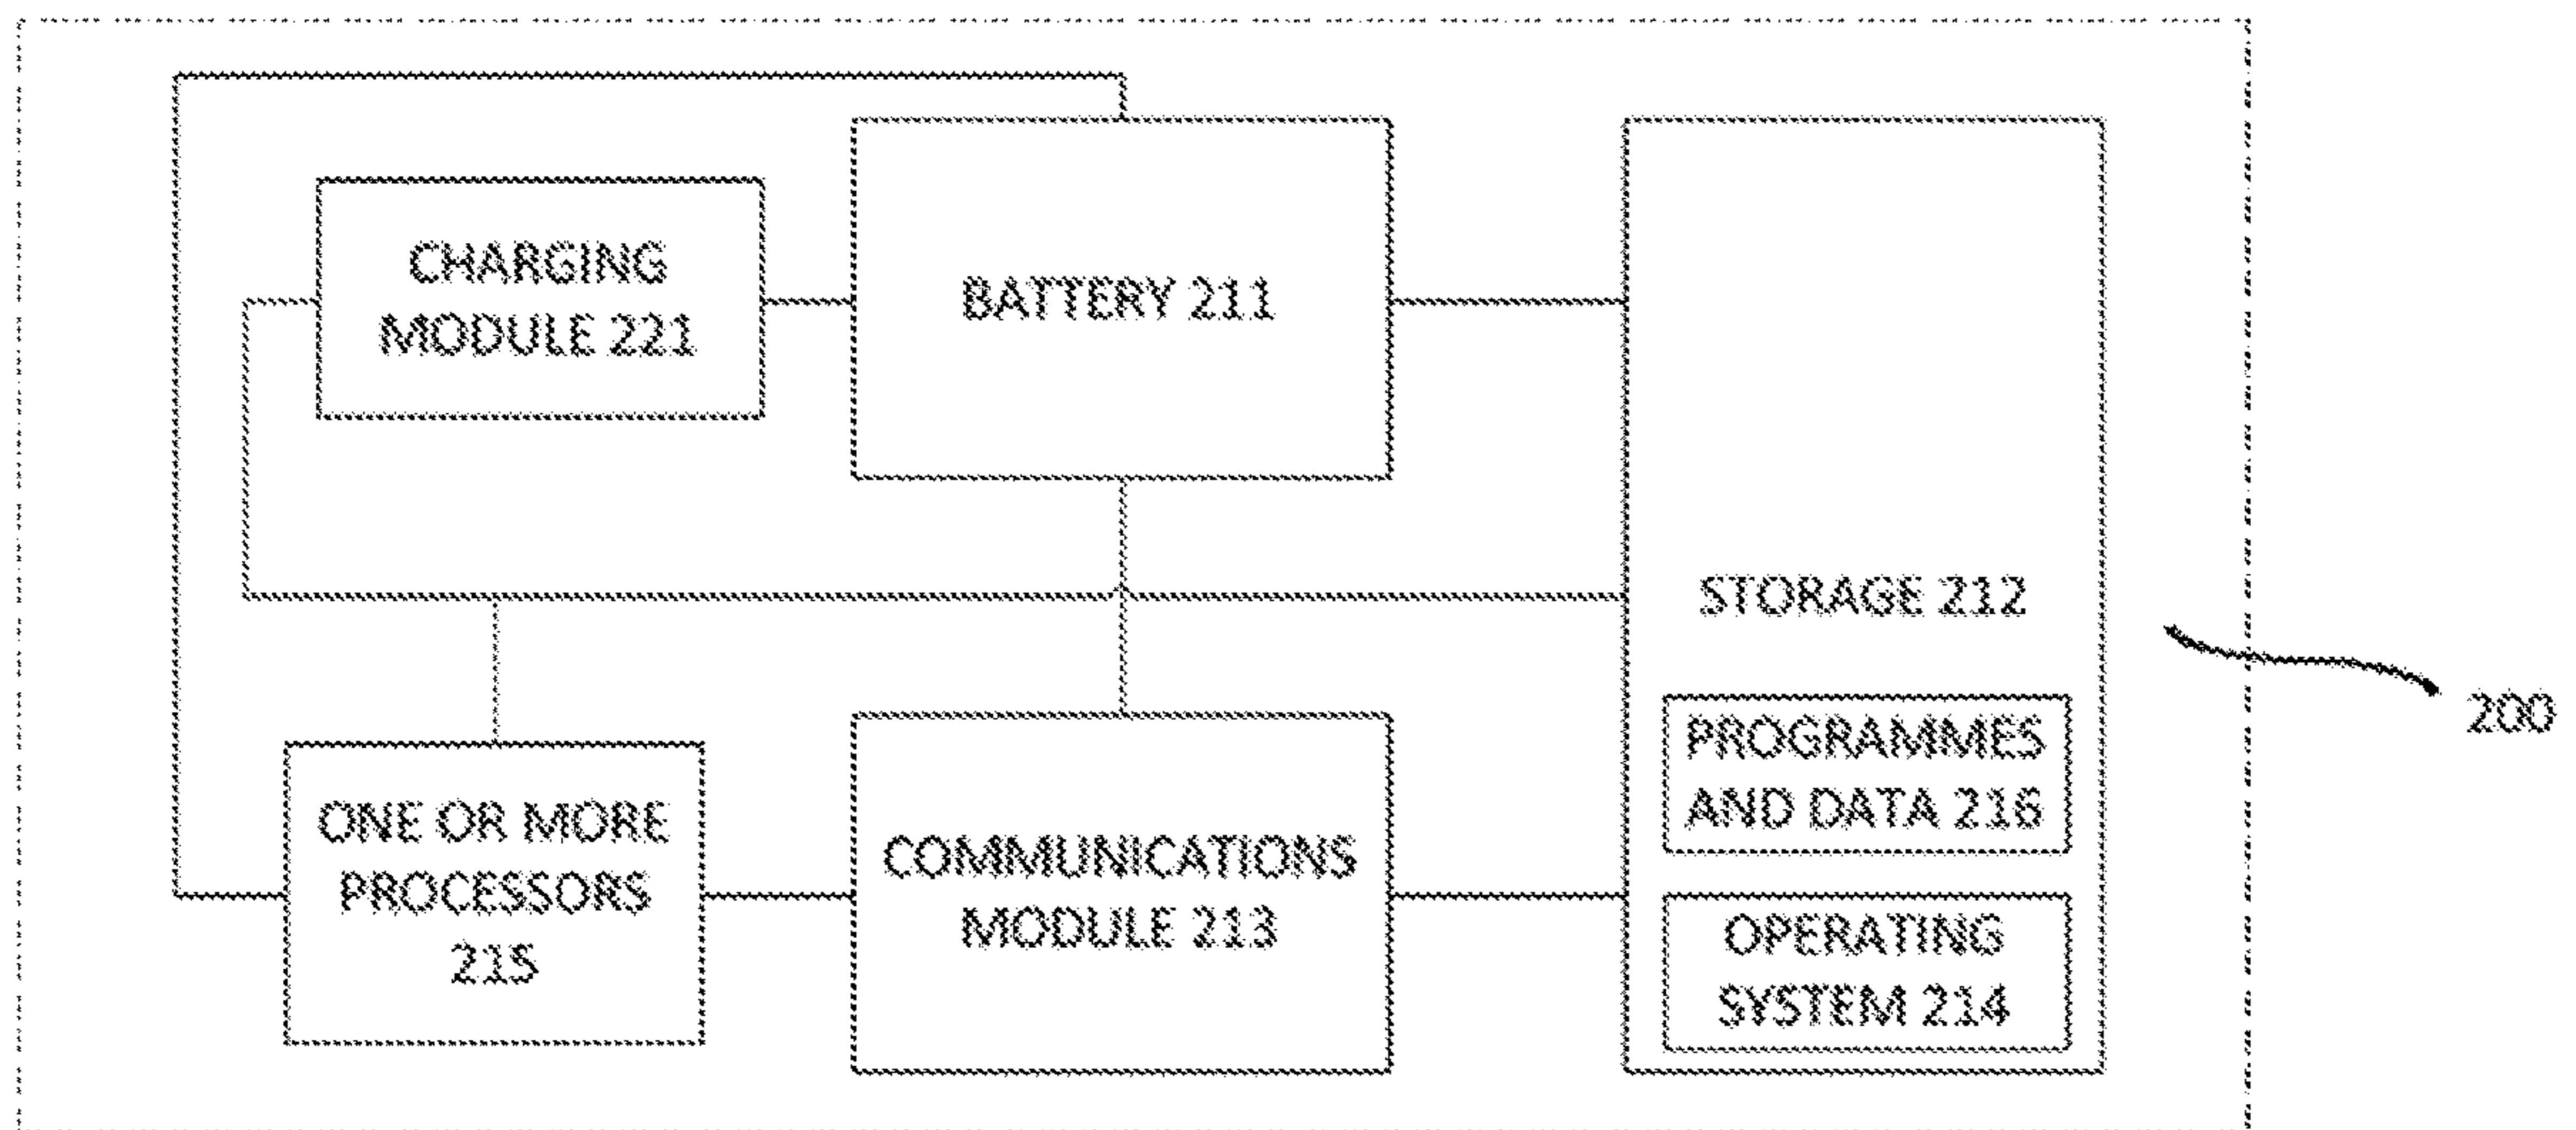 CHARGING
MODULE 221
BATTERY 211
STORAGE 212
PROGRAMMES
AND DATA 216
OPERATING
SYSTEM 214
ONE OR MORE
PROCESSORS
215
COMMUNICATIONS
MODULE 213
200